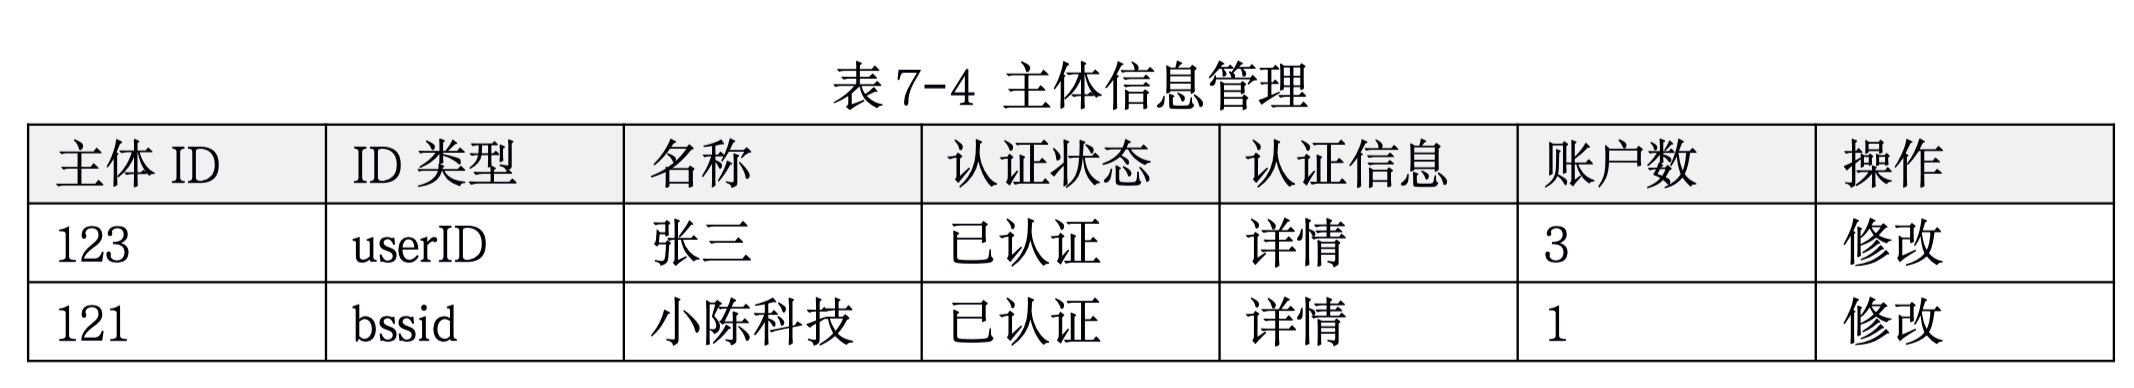 表 7-4 主体信息管理
主体 ID ID 类型 名称 认证状态 认证信息 账户数 操作
123 userID 张三 已认证 详情 3 修改
121 bssid 小陈科技 已认证 详情 1 修改